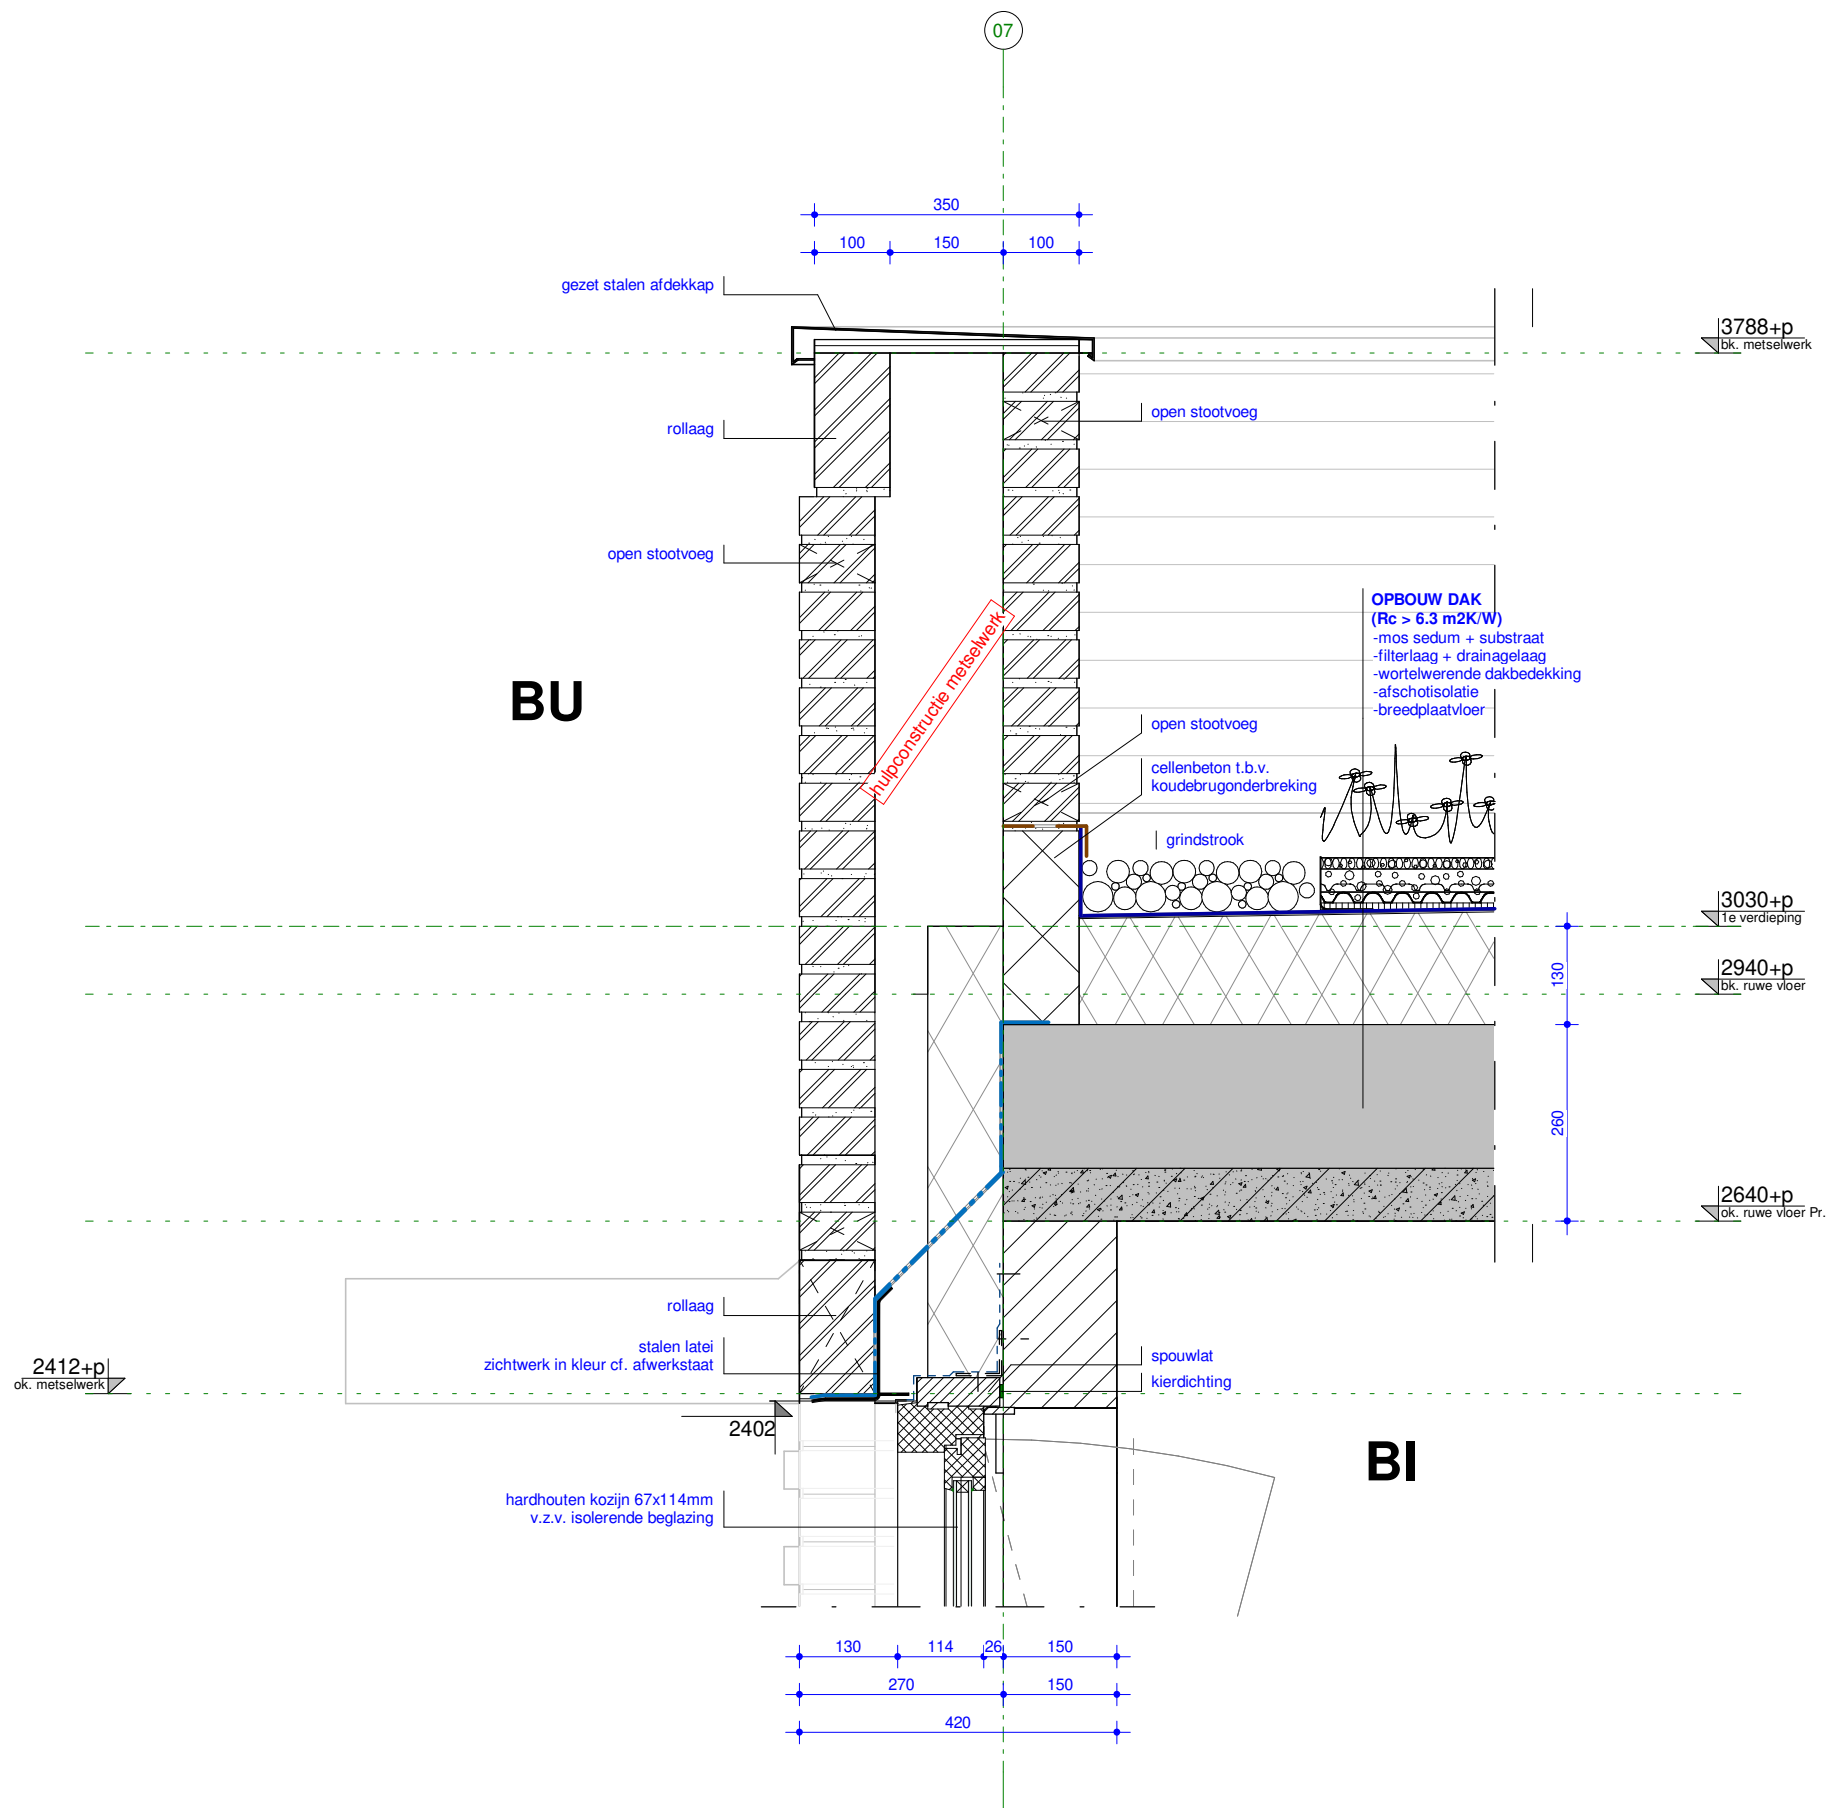 07
350
100 150 100
gezet stalen afdekkap
3788+p
bk. metselwerk
open stootvoeg
rollaag
open stootvoeg
hulpconstructie metselwerk
OPBOUW DAK
(Rc > 6.3 m2K/W)
-mos sedum + substraat
-filterlaag + drainagelaag
-wortelwerende dakbedekking
-afschotisolatie
-breedplaatvloer
BU
open stootvoeg
cellenbeton t.b.v.
koudebrugonderbreking
grindstrook
3030+p
1e verdieping
130
2940+p
bk. ruwe vloer
260
2640+p
ok. ruwe vloer Pr.
rollaag
stalen latei
zichtwerk in kleur cf. afwerkstaat
spouwlat
kierdichting
2412+p
ok. metselwerk
2402
BI
hardhouten kozijn 67x114mm
v.z.v. isolerende beglazing
130 114 26 150
270 150
420